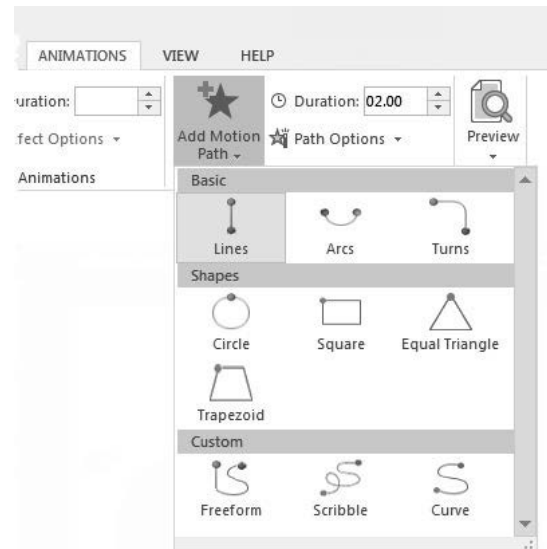 ANIMATIONS VIEW HELP
uration: Duration: 02.00
fect Options Add Motion Path Path Options Preview
Animations
Basic
Lines Arcs Turns
Shapes
Circle Square Equal Triangle
Trapezoid
Custom
Freeform Scribble Curve